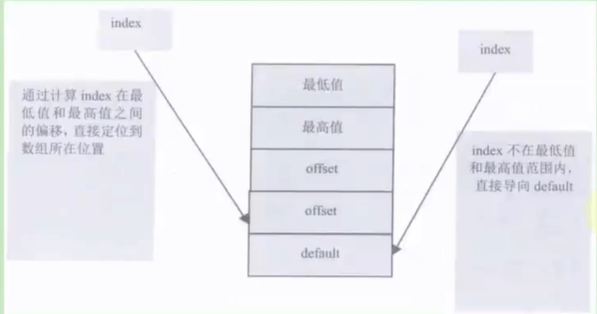 index
通过计算 index 在最
低值和最高值之间
的偏移，直接定位到
数组所在位置
最低值
最高值
offset
offset
default
index
index 不在最低值
和最高值范围内，
直接导向 default